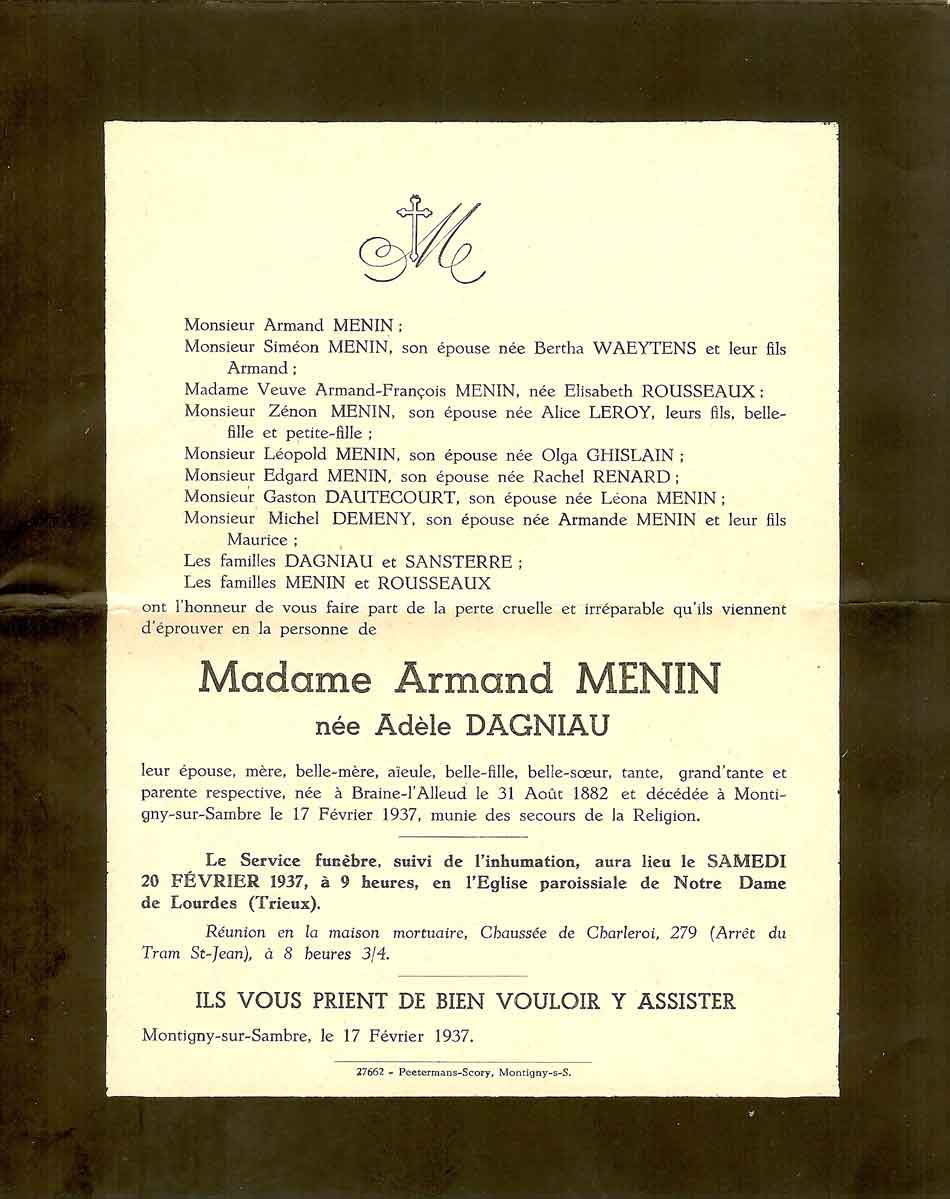 M
Monsieur Armand MENIN ;
Monsieur Siméon MENIN, son épouse née Bertha WAEYTENS et leur fils
Armand ;
Madame Veuve Armand-François MENIN, née Elisabeth ROUSSEAUX :
Monsieur Zénon MENIN, son épouse née Alice LEROY, leurs fils, belle-
fille et petite-fille ;
Monsieur Léopold MENIN, son épouse née Olga GHISLAIN ;
Monsieur Edgard MENIN, son épouse née Rachel RENARD ;
Monsieur Gaston DAUTECOURT, son épouse née Léona MENIN ;
Monsieur Michel DEMENY, son épouse née Armande MENIN et leur fils
Maurice ;
Les familles DAGNIAU et SANSTERRE ;
Les familles MENIN et ROUSSEAUX
ont l'honneur de vous faire part de la perte cruelle et irréparable qu'ils viennent
d'éprouver en la personne de
Madame Armand MENIN
née Adèle DAGNIAU
leur épouse, mère, belle-mère, aïeule, belle-fille, belle-sœur, tante, grand'tante et
parente respective, née à Braine-l'Alleud le 31 Août 1882 et décédée à Monti-
gny-sur-Sambre le 17 Février 1937, munie des secours de la Religion.
Le Service funèbre, suivi de l'inhumation, aura lieu le SAMEDI
20 FÉVRIER 1937, à 9 heures, en l'Eglise paroissiale de Notre Dame
de Lourdes (Trieux).
Réunion en la maison mortuaire, Chaussée de Charleroi, 279 (Arrêt du
Tram St-Jean), à 8 heures 3/4.
ILS VOUS PRIENT DE BIEN VOULOIR Y ASSISTER
Montigny-sur-Sambre, le 17 Février 1937.
27662 - Peetermans-Scory, Montigny-s-S.